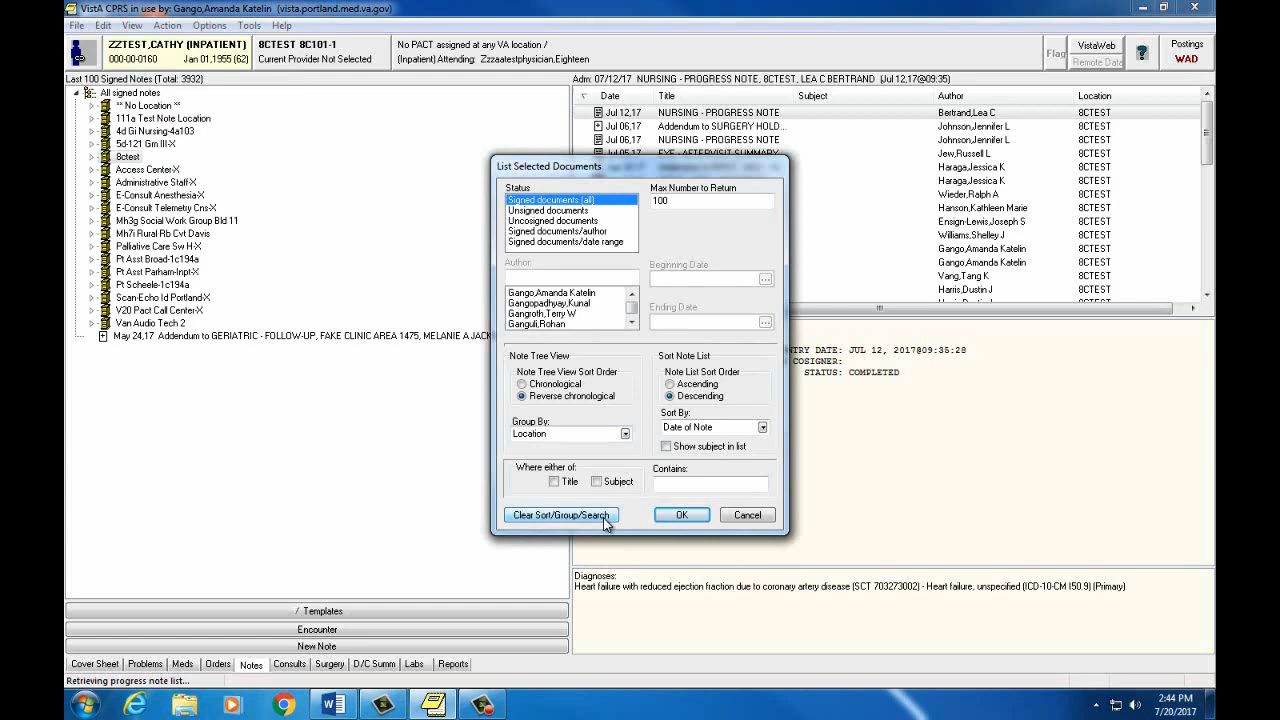 VistA CPRS in use by: Gango,Amanda Katelin (vista.portland.med.va.gov)
File Edit View Action Options Tools Help
ZZTEST,CATHY (INPATIENT)
000-00-0160 Jan 01,1955 (62)
8CTEST 8C101-1
Current Provider Not Selected
No PACT assigned at any VA location /
(Inpatient) Attending: Zzzaatestphysician,Eighteen
Flag
VistaWeb
Remote Data
?
Postings
WAD
Last 100 Signed Notes (Total: 3932)
All signed notes
** No Location **
111a Test Note Location
4d Gi Nursing-4a103
5d-121 Gm III-X
8ctest
Access Center-X
Administrative Staff-X
E-Consult Anesthesia-X
E-Consult Telemetry Cns-X
Mh3g Social Work Group Bld 11
Mh7i Rural Rb Cvt Davis
Palliative Care Sw H-X
Pt Asst Broad-1c194a
Pt Asst Parham-Inpt-X
Pt Scheele-1c194a
Scan-Echo Id Portland-X
V20 Pact Call Center-X
Van Audio Tech 2
May 24,17 Addendum to GERIATRIC - FOLLOW-UP, FAKE CLINIC AREA 1475, MELANIE A JACK
Adm: 07/12/17 NURSING - PROGRESS NOTE, 8CTEST, LEA C BERTRAND (Jul 12,17@09:35)
Date Title Subject Author Location
Jul 12,17 NURSING - PROGRESS NOTE Bertrand,Lea C 8CTEST
Jul 06,17 Addendum to SURGERY HOLD... Johnson,Jennifer L 8CTEST
Jul 06,17 NURSING - PROGRESS NOTE Johnson,Jennifer L 8CTEST
Jul 05,17 EYE - AFTERVISIT SUMMARY Jew,Russell L 8CTEST
Haraga,Jessica K 8CTEST
Haraga,Jessica K 8CTEST
Wieder,Ralph A 8CTEST
Hanson,Kathleen Marie 8CTEST
Ensign-Lev,Joseph S 8CTEST
Williams,Shelley J 8CTEST
Gango,Amanda Katelin 8CTEST
Gango,Amanda Katelin 8CTEST
Vang,Tang K 8CTEST
Harris,Dustin J 8CTEST
List Selected Documents
Status
Signed documents (all)
Unsigned documents
Uncosigned documents
Signed documents/author
Signed documents/date range
Max Number to Return
100
Author:
Gango,Amanda Katelin
Gangopadhyay,Kunal
Gangroth,Terry W
Ganguli,Rohan
Beginning Date
...
Ending Date
...
Note Tree View
Note Tree View Sort Order
Chronological
Reverse chronological
Group By:
Location
Sort Note List
Note List Sort Order
Ascending
Descending
Sort By:
Date of Note
Show subject in list
Where either of:
Title Subject
Contains:
Clear Sort/Group/Search OK Cancel
NTRY DATE: JUL 12, 2017@09:35:28
COSIGNER:
STATUS: COMPLETED
Diagnoses:
Heart failure with reduced ejection fraction due to coronary artery disease (SCT 703273002) - Heart failure, unspecified (ICD-10-CM I50.9) (Primary)
/ Templates
Encounter
New Note
Cover Sheet Problems Meds Orders Notes Consults Surgery D/C Summ Labs Reports
Retrieving progress note list...
2:44 PM
7/20/2017